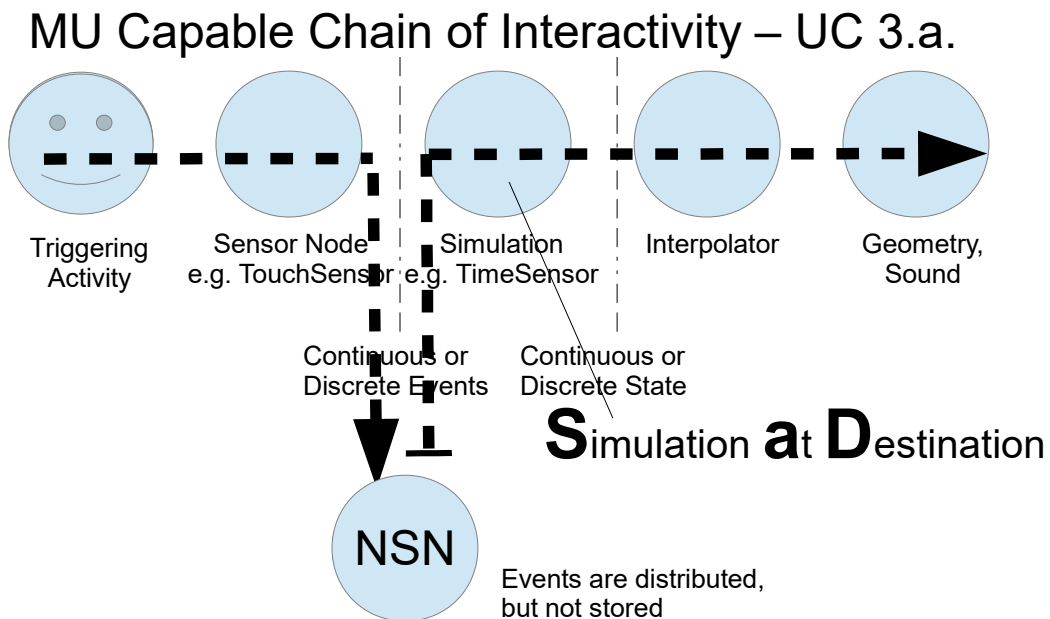 MU Capable Chain of Interactivity – UC 3.a.
Triggering
Activity
Sensor Node
e.g. TouchSensor
Simulation
e.g. TimeSensor
Interpolator
Geometry,
Sound
Continuous or
Discrete Events
Continuous or
Discrete State
Simulation at Destination
NSN
Events are distributed,
but not stored